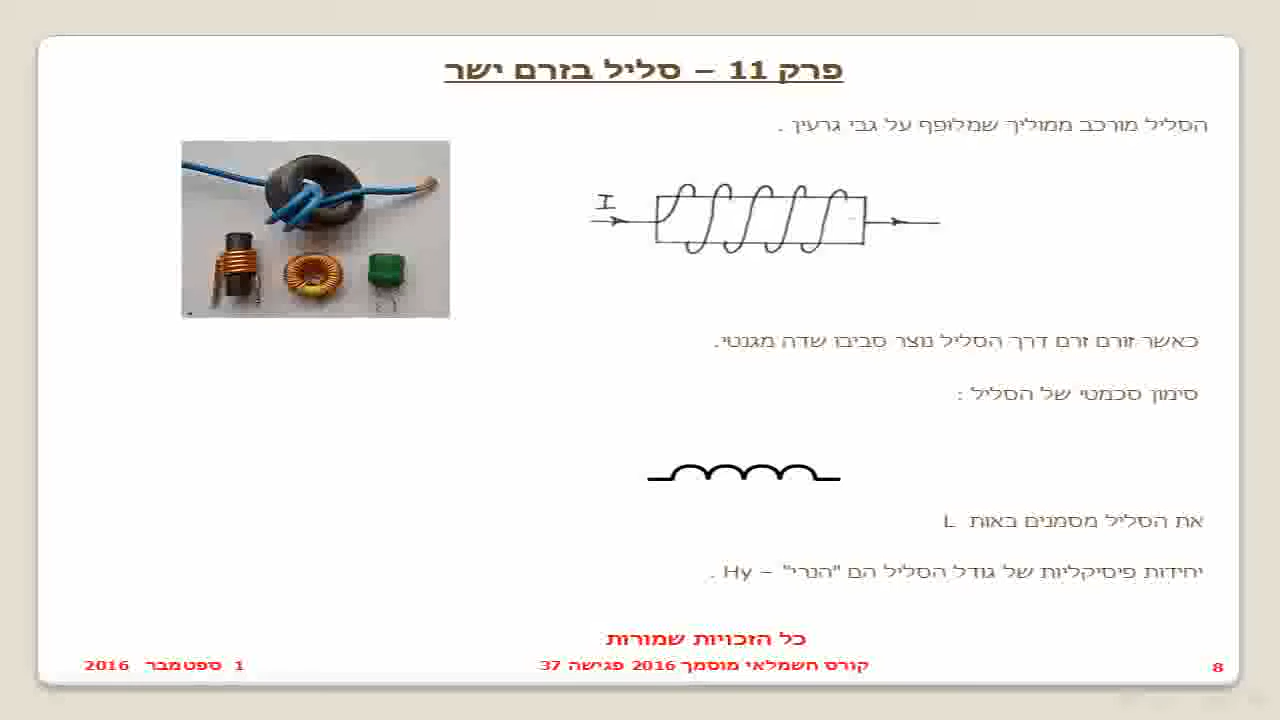 פרק 11 – סליל בזרם ישר
הסליל מורכב ממוליך שמלופף על גבי גרעין .
I
כאשר זורם זרם דרך הסליל נוצר סביבו שדה מגנטי.
סימון סכמטי של הסליל :
את הסליל מסמנים באות L
יחידות פיסיקליות של גודל הסליל הם "הנרי" – Hy .
כל הזכויות שמורות
8 קורס חשמלאי מוסמך 2016 פגישה 37 1 ספטמבר 2016